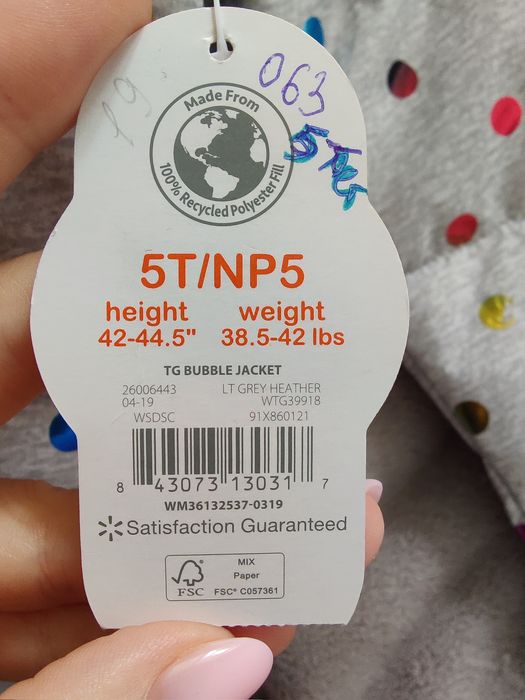 063
5 Tлв
19
Made From
100% Recycled Polyester Fill
5T/NP5
height weight
42-44.5" 38.5-42 lbs
TG BUBBLE JACKET
26006443 LT GREY HEATHER
04-19 WTG39918
WSDSC 91X860121
8 43073 13031 7
WM36132537-0319
Satisfaction Guaranteed
FSC
MIX
Paper
FSC® C057361